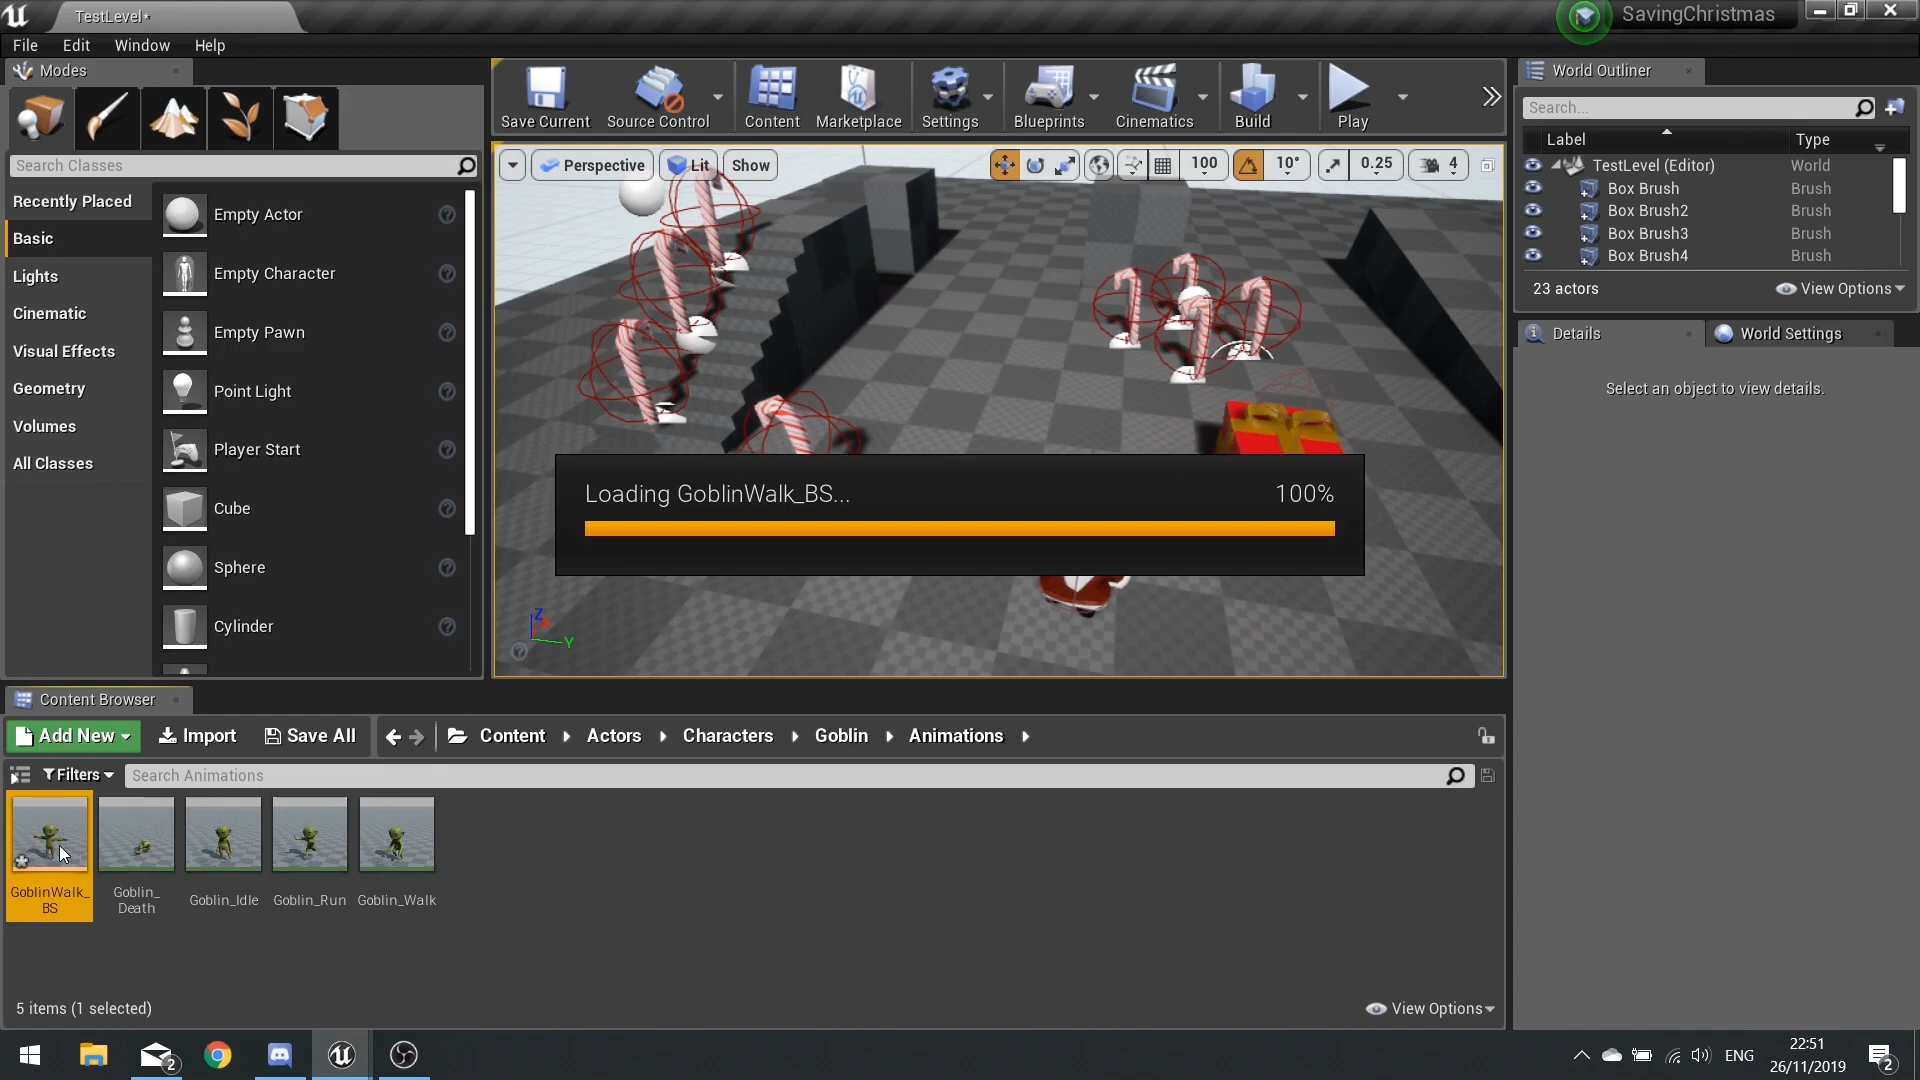 TestLevel*
SavingChristmas
File Edit Window Help
Modes
Search Classes
Recently Placed
Basic
Lights
Cinematic
Visual Effects
Geometry
Volumes
All Classes
Empty Actor
Empty Character
Empty Pawn
Point Light
Player Start
Cube
Sphere
Cylinder
Save Current Source Control Content Marketplace Settings Blueprints Cinematics Build Play
Perspective Lit Show 100 10° 0.25 4
Loading GoblinWalk_BS... 100%
Z
Y
World Outliner
Search...
Label Type
TestLevel (Editor) World
Box Brush Brush
Box Brush2 Brush
Box Brush3 Brush
Box Brush4 Brush
23 actors View Options
Details World Settings
Select an object to view details.
Content Browser
Add New Import Save All Content Actors Characters Goblin Animations
Filters Search Animations
GoblinWalk_
BS
Goblin_
Death
Goblin_Idle
Goblin_Run
Goblin_Walk
5 items (1 selected) View Options
2
ENG
22:51
26/11/2019
2